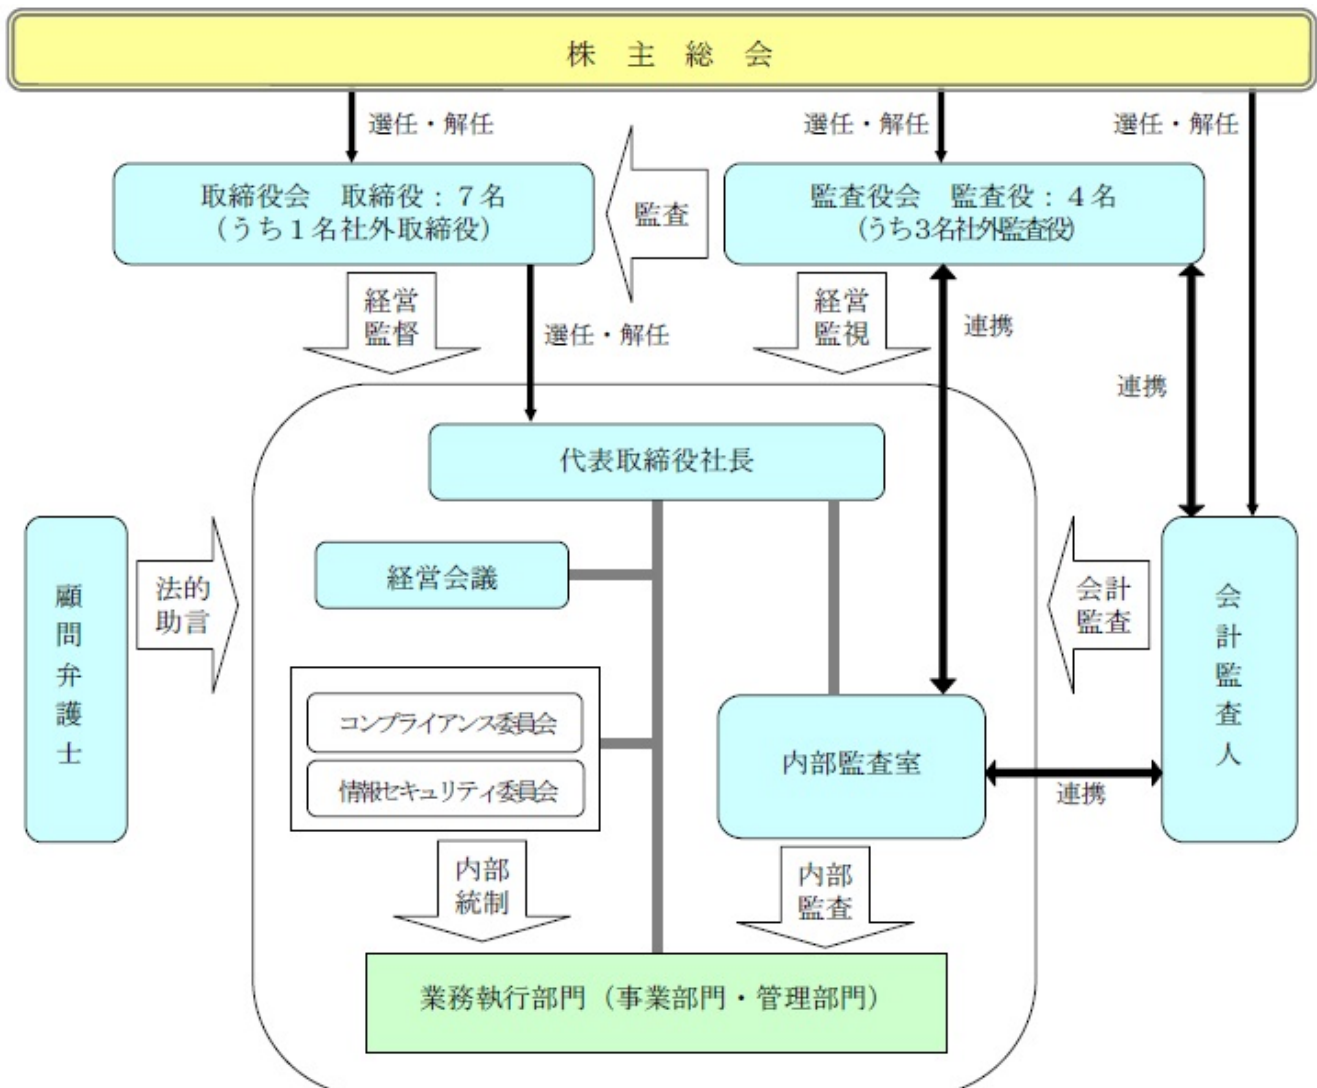 株 主 総 会
選任・解任
選任・解任
選任・解任
取締役会 取締役：７名
（うち１名社外取締役）
監査
監査役会 監査役：４名
（うち３名社外監査役）
経営
監督
選任・解任
経営
監視
連携
連携
代表取締役社長
経営会議
顧問弁護士
法的
助言
会計
監査
会計監査人
コンプライアンス委員会
情報セキュリティ委員会
内部監査室
連携
内部
統制
内部
監査
業務執行部門（事業部門・管理部門）